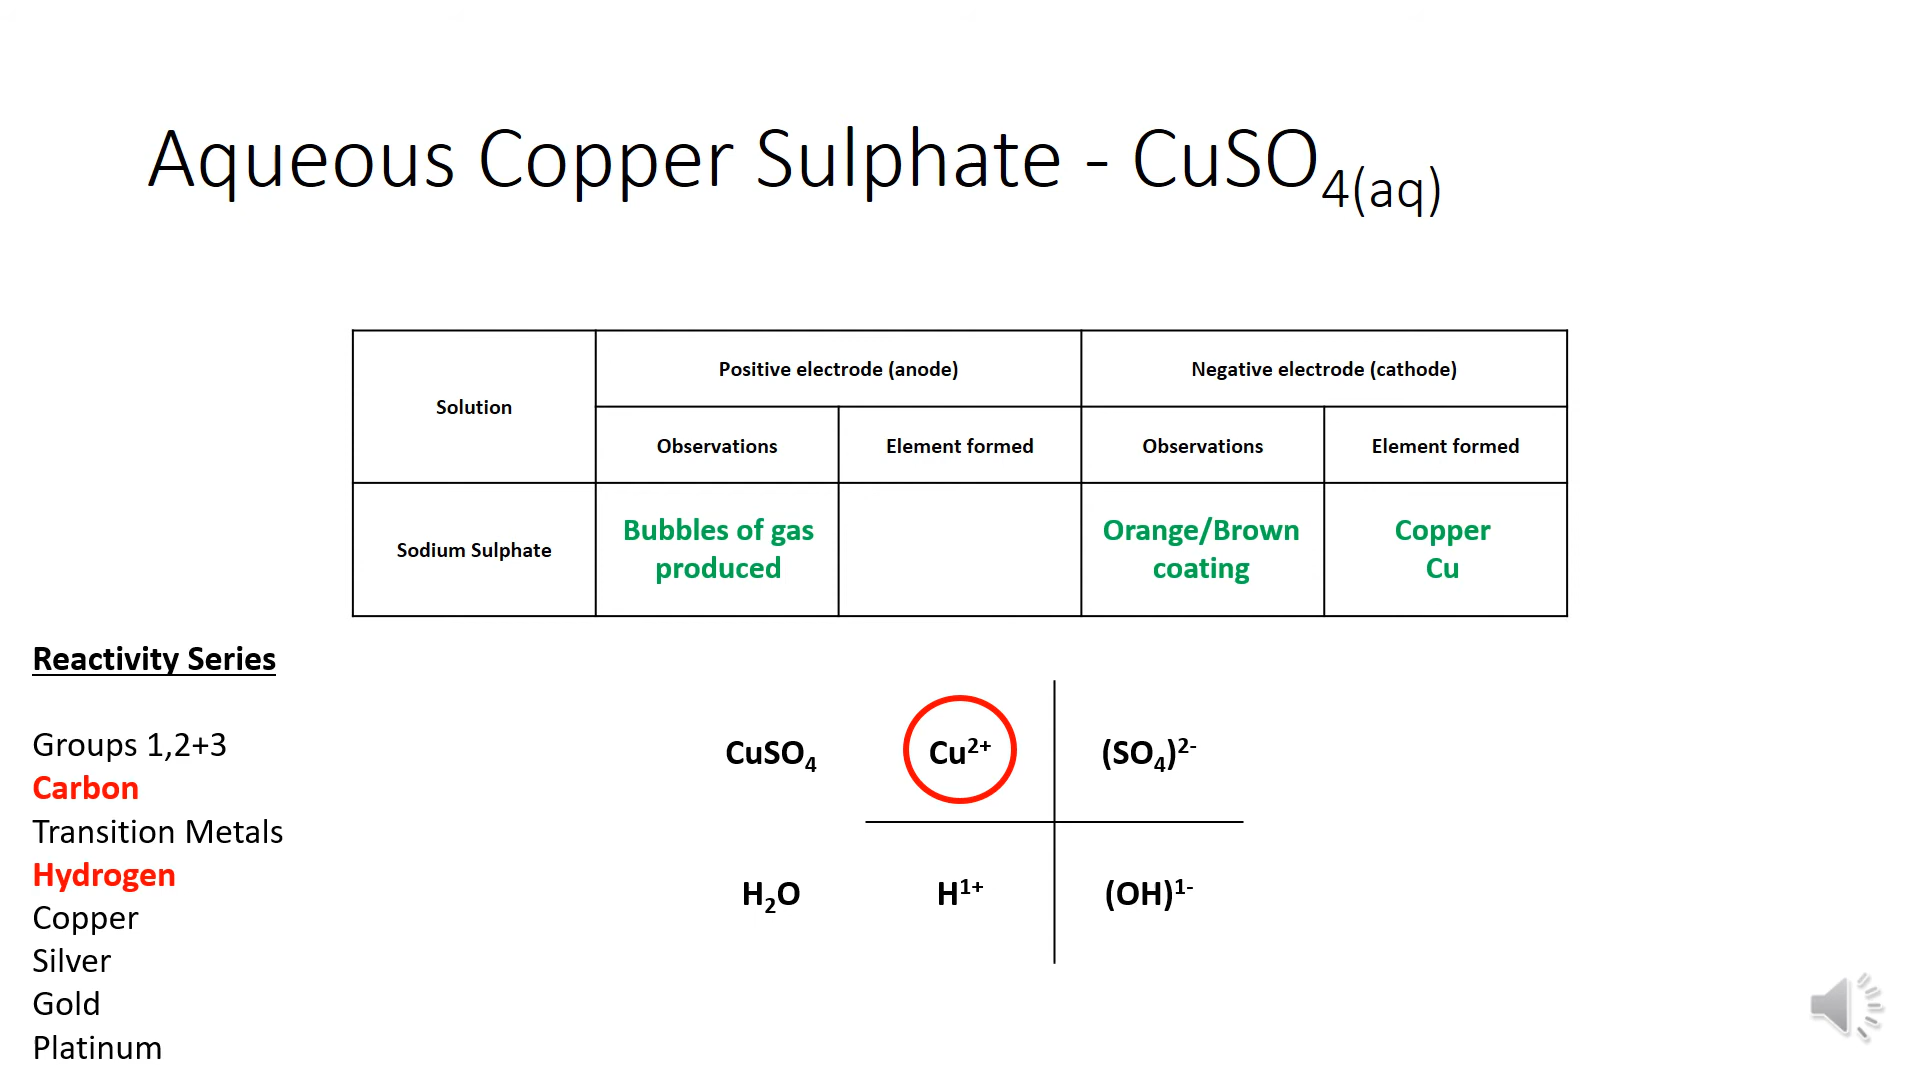 Aqueous Copper Sulphate - CuSO4(aq)
Solution
Positive electrode (anode)
Negative electrode (cathode)
Observations
Element formed
Observations
Element formed
Sodium Sulphate
Bubbles of gas
produced
Orange/Brown
coating
Copper
Cu
Reactivity Series
Groups 1,2+3
Carbon
Transition Metals
Hydrogen
Copper
Silver
Gold
Platinum
CuSO4
Cu2+
(SO4)2-
H2O
H1+
(OH)1-